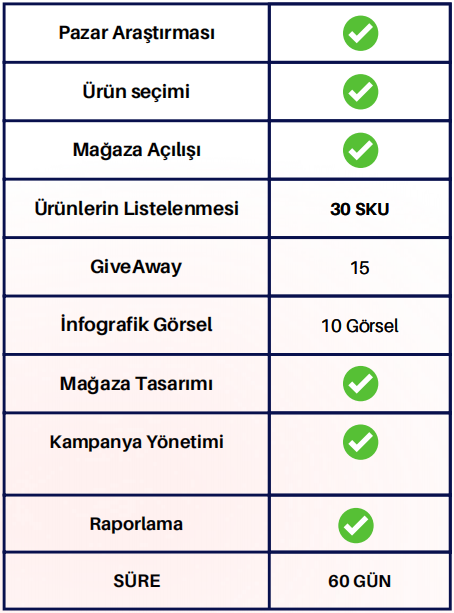 Pazar Araştırması
Ürün seçimi
Mağaza Açılışı
Ürünlerin Listelenmesi 30 SKU
GiveAway 15
İnfografik Görsel 10 Görsel
Mağaza Tasarımı
Kampanya Yönetimi
Raporlama
SÜRE 60 GÜN